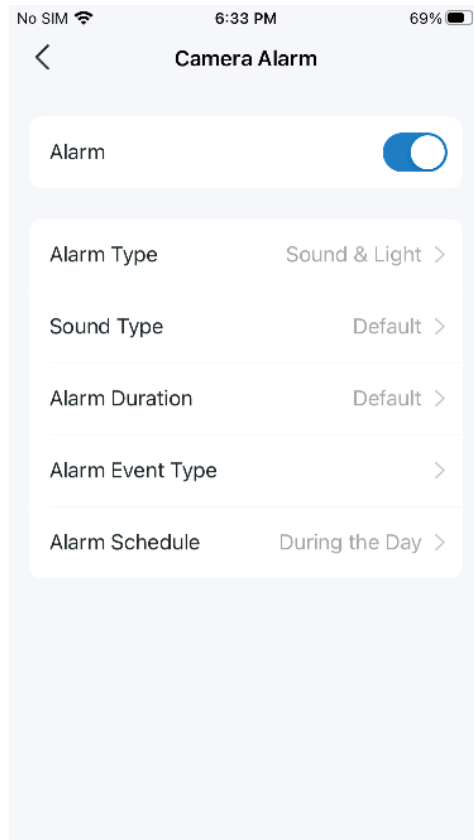 No SIM 6:33 PM 69%
Camera Alarm
Alarm
Alarm Type Sound & Light
Sound Type Default
Alarm Duration Default
Alarm Event Type
Alarm Schedule During the Day